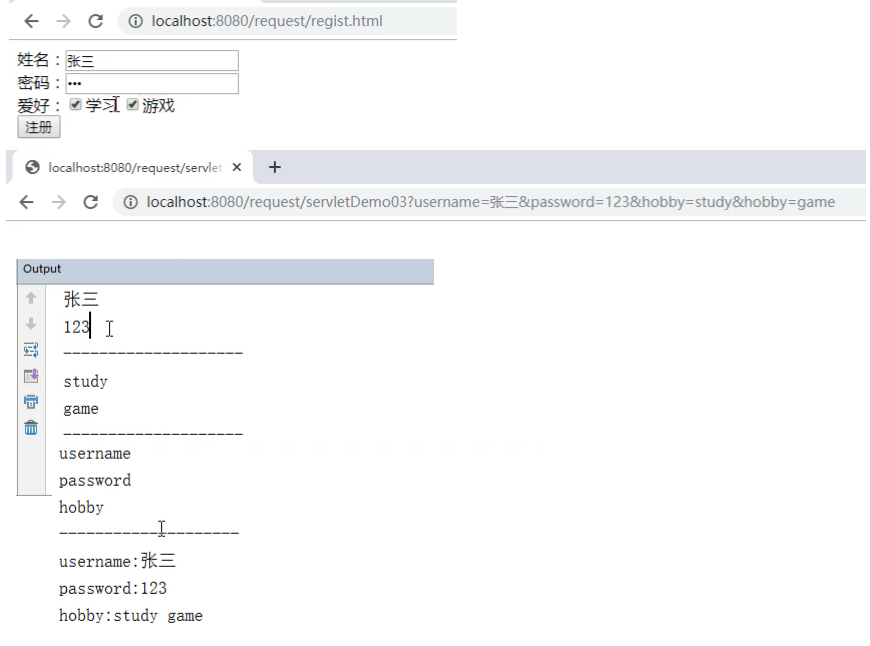 localhost:8080/request/regist.html
姓名：张三
密码：•••
爱好：学习 游戏
注册
localhost:8080/request/servlet
localhost:8080/request/servletDemo03?username=张三&password=123&hobby=study&hobby=game
Output
张三
123
--------------------
study
game
--------------------
username
password
hobby
--------------------
username:张三
password:123
hobby:study game